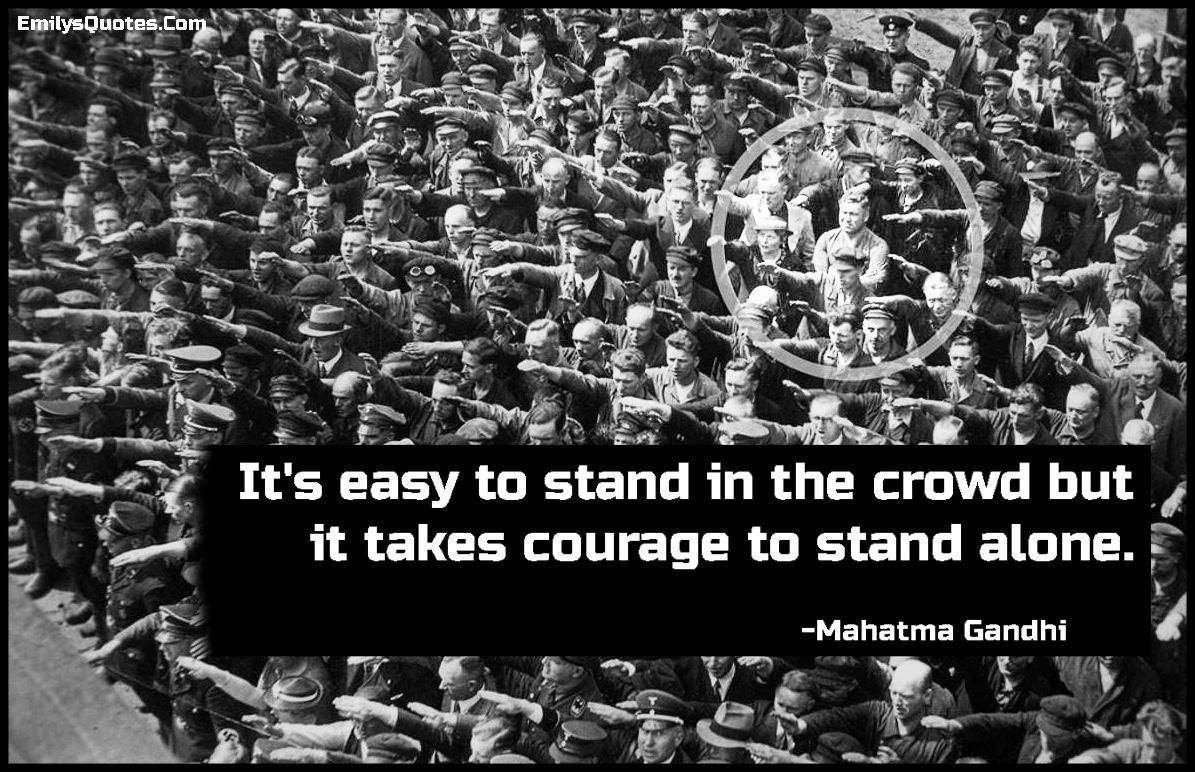 EmilysQuotes.Com
It's easy to stand in the crowd but
it takes courage to stand alone.
-Mahatma Gandhi